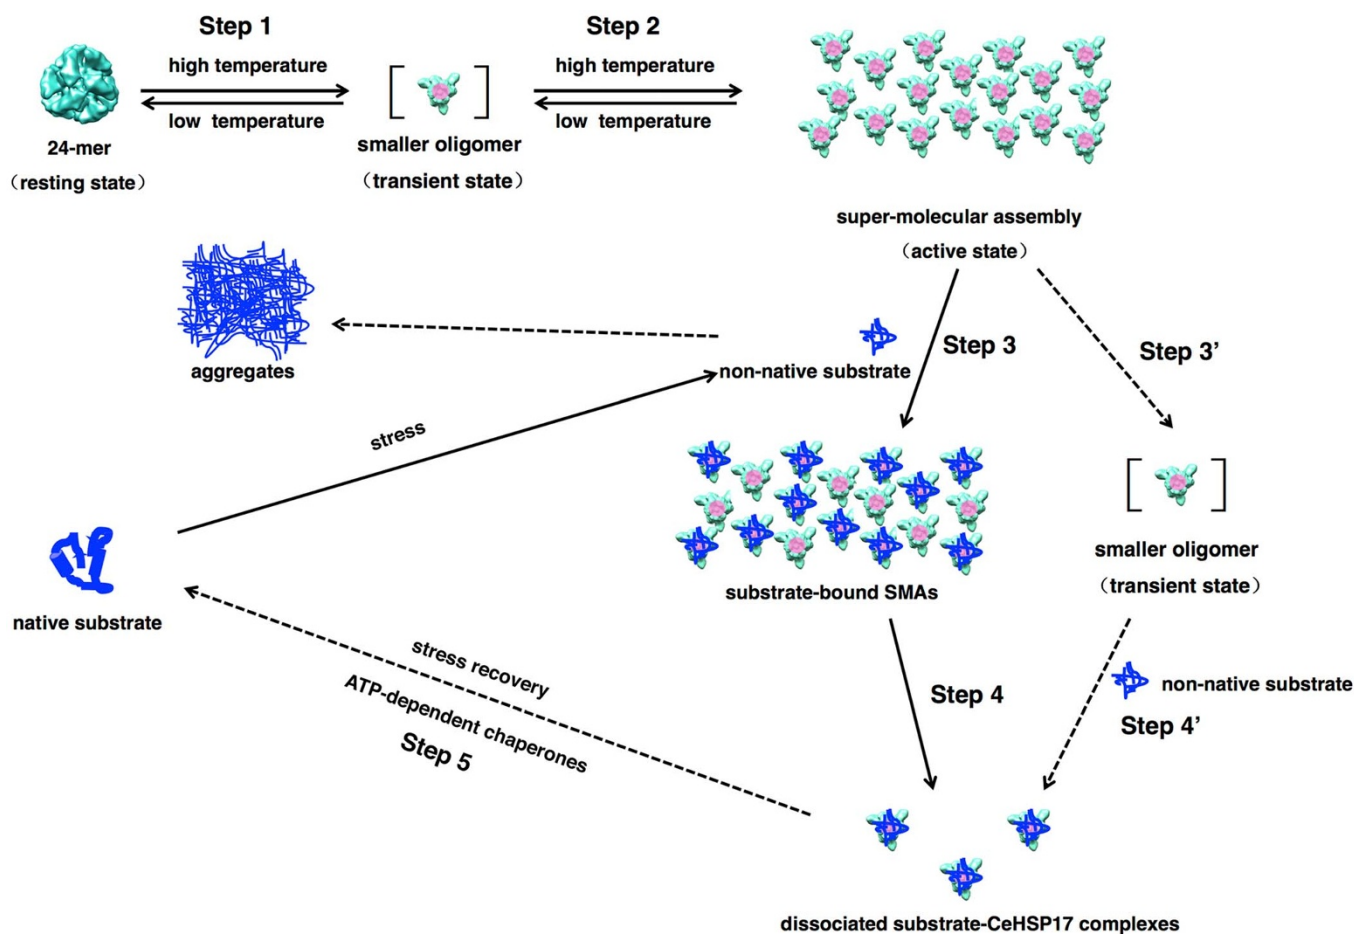 Step 1
high temperature
low temperature
24-mer
（resting state）
smaller oligomer
（transient state）
Step 2
high temperature
low temperature
super-molecular assembly
（active state）
aggregates
non-native substrate
Step 3
Step 3’
stress
native substrate
substrate-bound SMAs
smaller oligomer
（transient state）
Step 4
non-native substrate
Step 4’
stress recovery
ATP-dependent chaperones
Step 5
dissociated substrate-CeHSP17 complexes